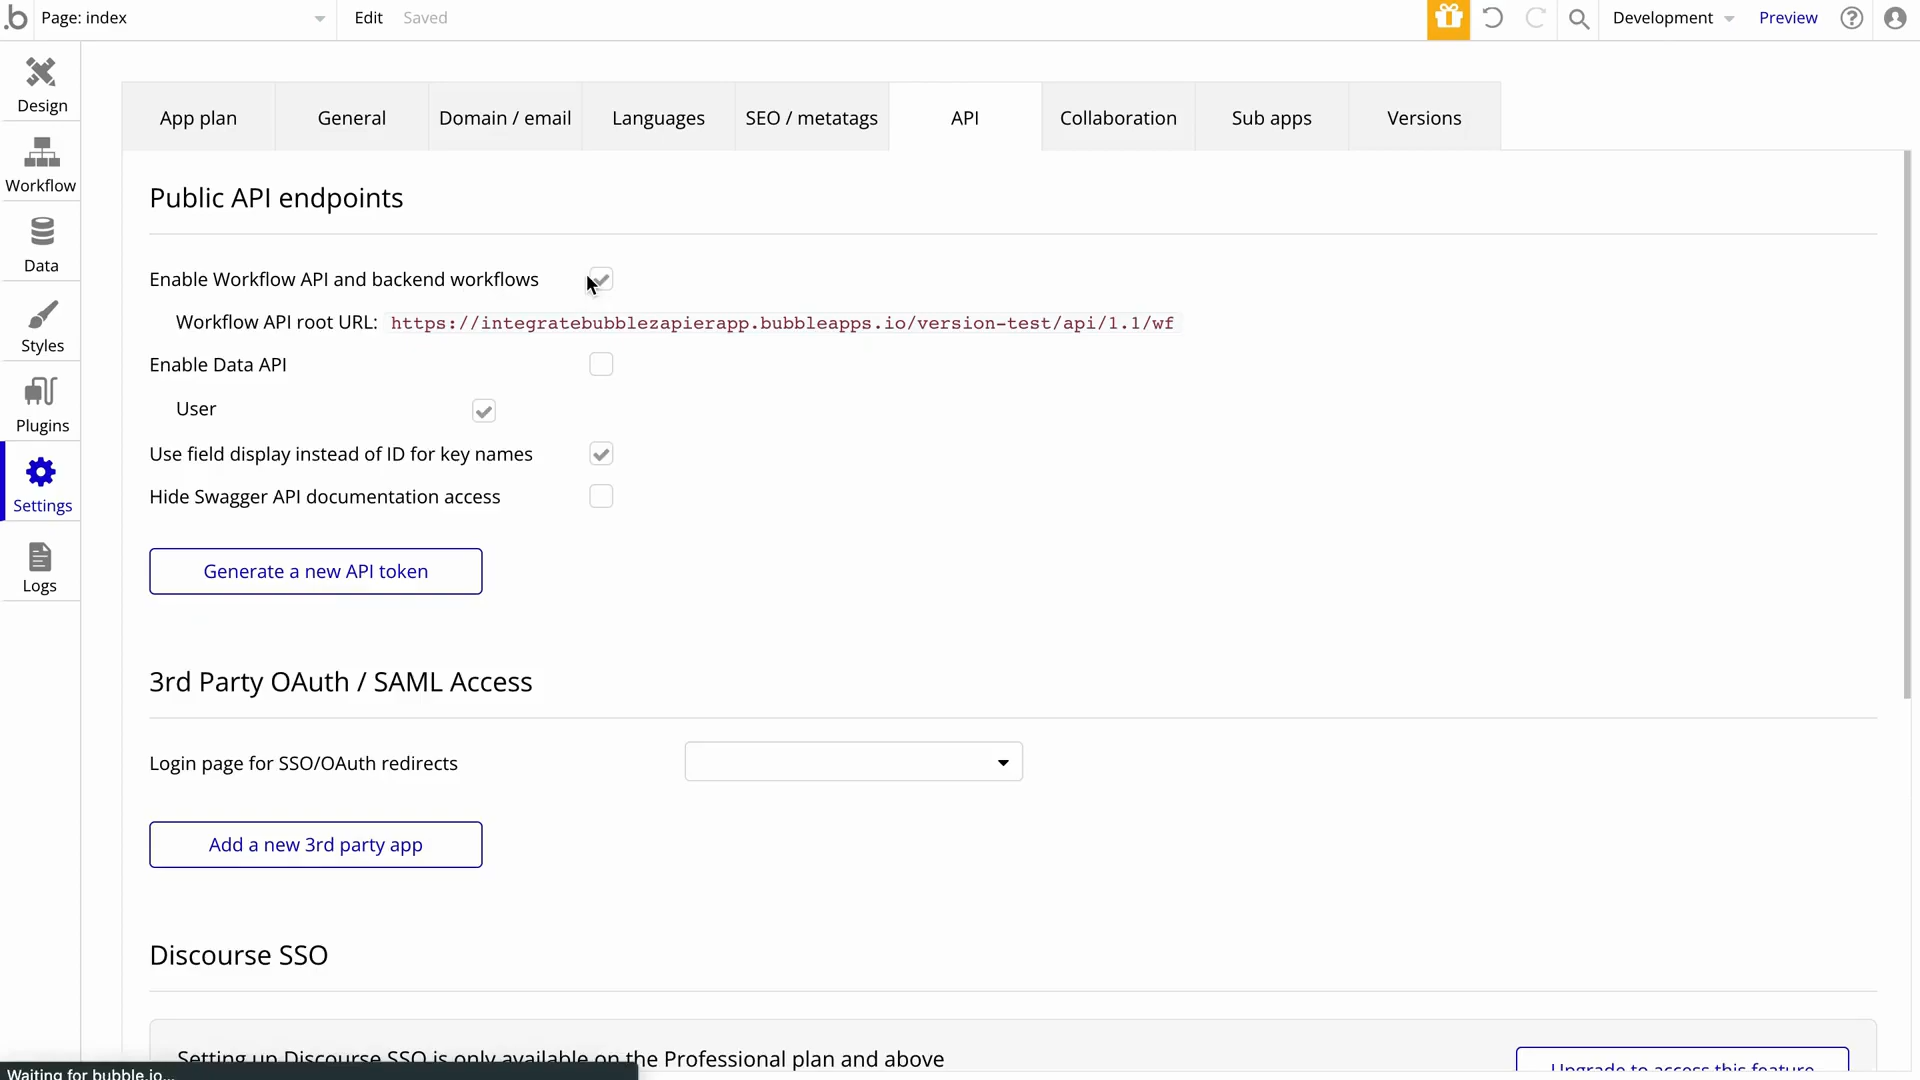 Page: index
Edit
Saved
Development
Preview
Design
Workflow
Data
Styles
Plugins
Settings
Logs
App plan
General
Domain / email
Languages
SEO / metatags
API
Collaboration
Sub apps
Versions
Public API endpoints
Enable Workflow API and backend workflows
Workflow API root URL: https://integratebubblezapierapp.bubbleapps.io/version-test/api/1.1/wf
Enable Data API
User
Use field display instead of ID for key names
Hide Swagger API documentation access
Generate a new API token
3rd Party OAuth / SAML Access
Login page for SSO/OAuth redirects
Add a new 3rd party app
Discourse SSO
Setting up Discourse SSO is only available on the Professional plan and above
Upgrade to access this feature
Waiting for bubble.io...